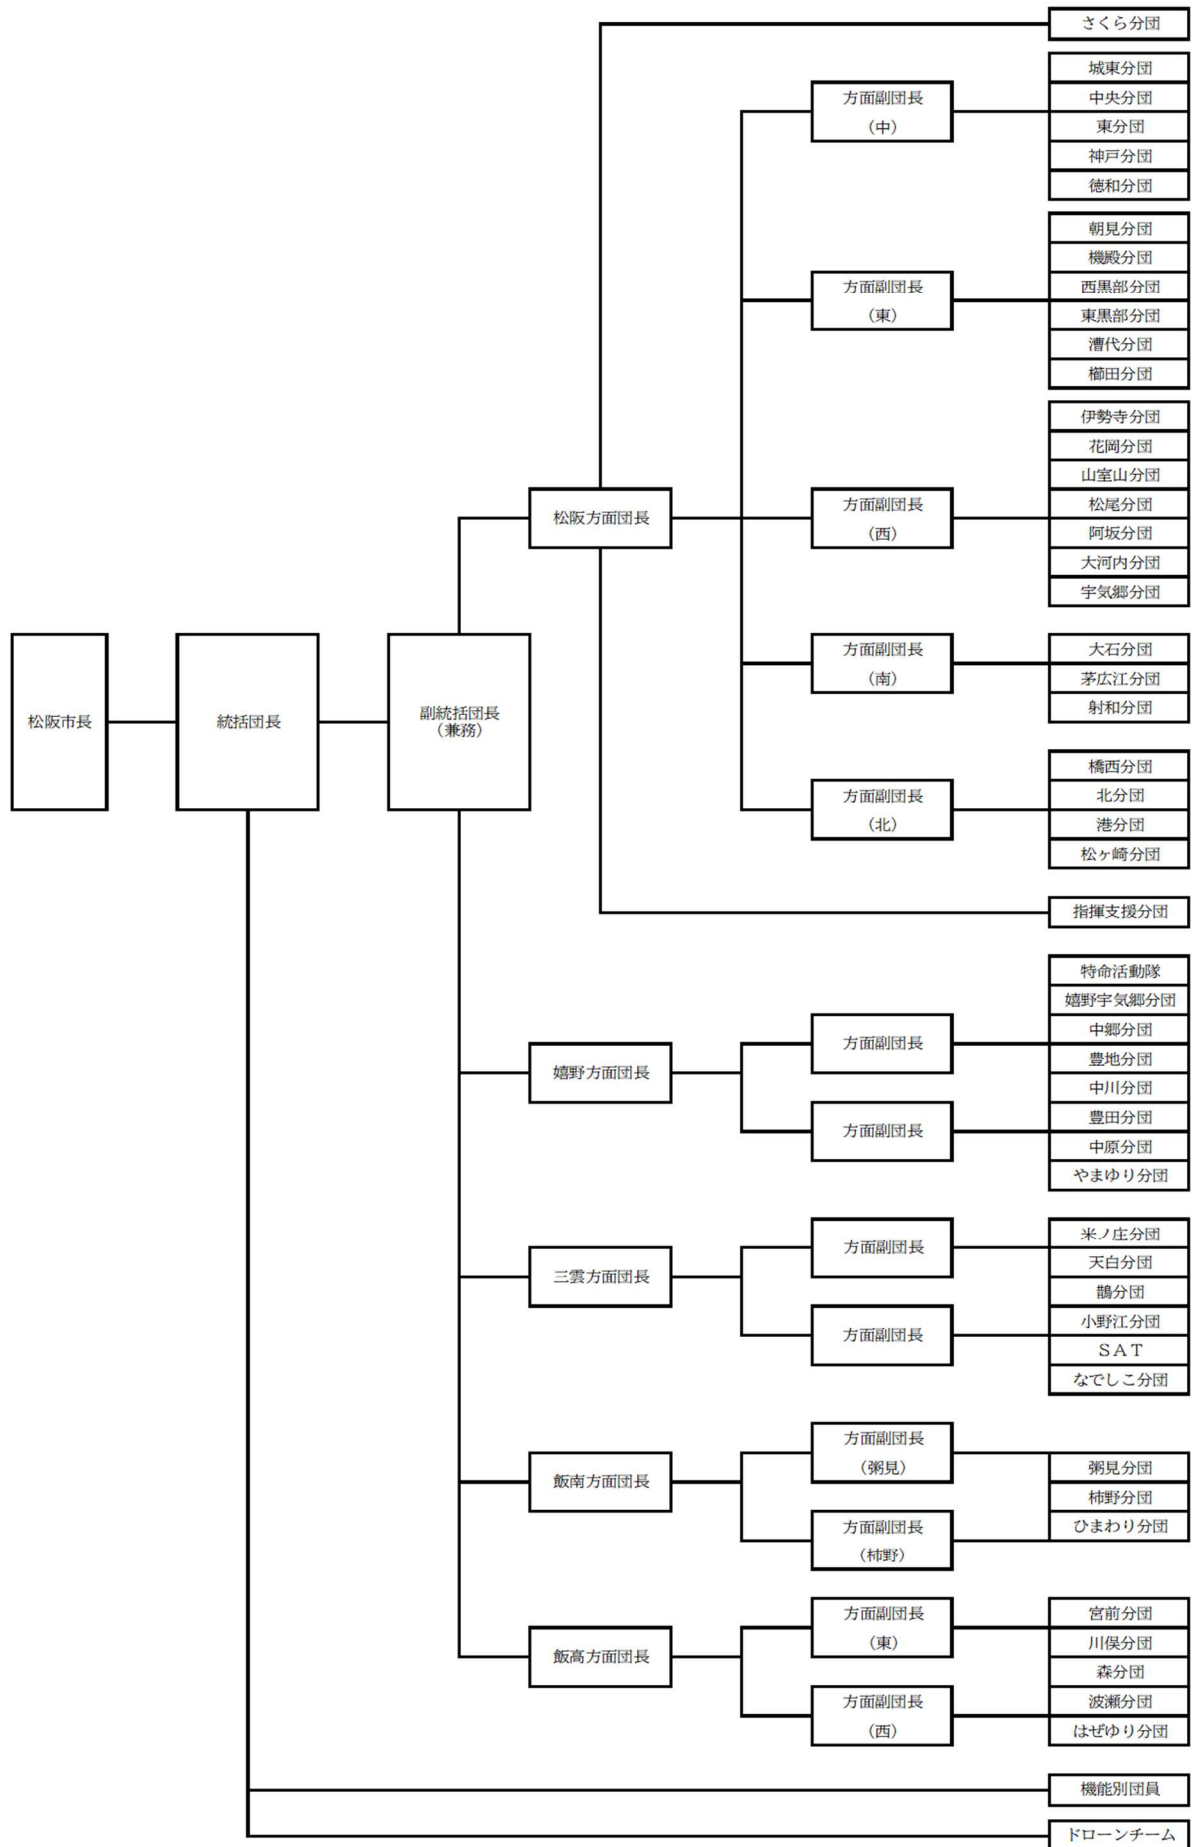 松阪市長
統括団長
副統括団長
（兼務）
松阪方面団長
さくら分団
方面副団長
（中）
城東分団
中央分団
東分団
神戸分団
徳和分団
方面副団長
（東）
朝見分団
機殿分団
西黒部分団
東黒部分団
漕代分団
櫛田分団
方面副団長
（西）
伊勢寺分団
花岡分団
山室山分団
松尾分団
阿坂分団
大河内分団
宇気郷分団
方面副団長
（南）
大石分団
茅広江分団
射和分団
方面副団長
（北）
橋西分団
北分団
港分団
松ヶ崎分団
指揮支援分団
嬉野方面団長
方面副団長
方面副団長
特命活動隊
嬉野宇気郷分団
中郷分団
豊地分団
中川分団
豊田分団
中原分団
やまゆり分団
三雲方面団長
方面副団長
方面副団長
米ノ庄分団
天白分団
鵲分団
小野江分団
ＳＡＴ
なでしこ分団
飯南方面団長
方面副団長
（粥見）
方面副団長
（柿野）
粥見分団
柿野分団
ひまわり分団
飯高方面団長
方面副団長
（東）
方面副団長
（西）
宮前分団
川俣分団
森分団
波瀬分団
はぜゆり分団
機能別団員
ドローンチーム